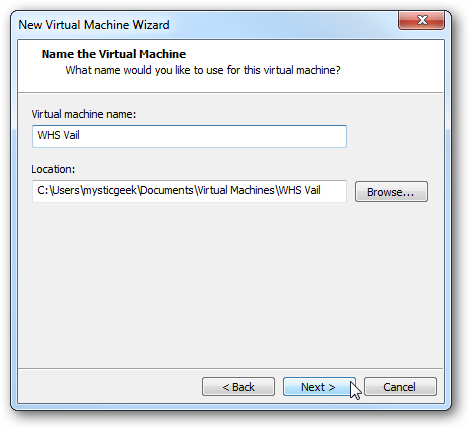 New Virtual Machine Wizard
Name the Virtual Machine
What name would you like to use for this virtual machine?
Virtual machine name:
WHS Vail
Location:
C:\Users\mysticgeek\Documents\Virtual Machines\WHS Vail
Browse...
< Back
Next >
Cancel